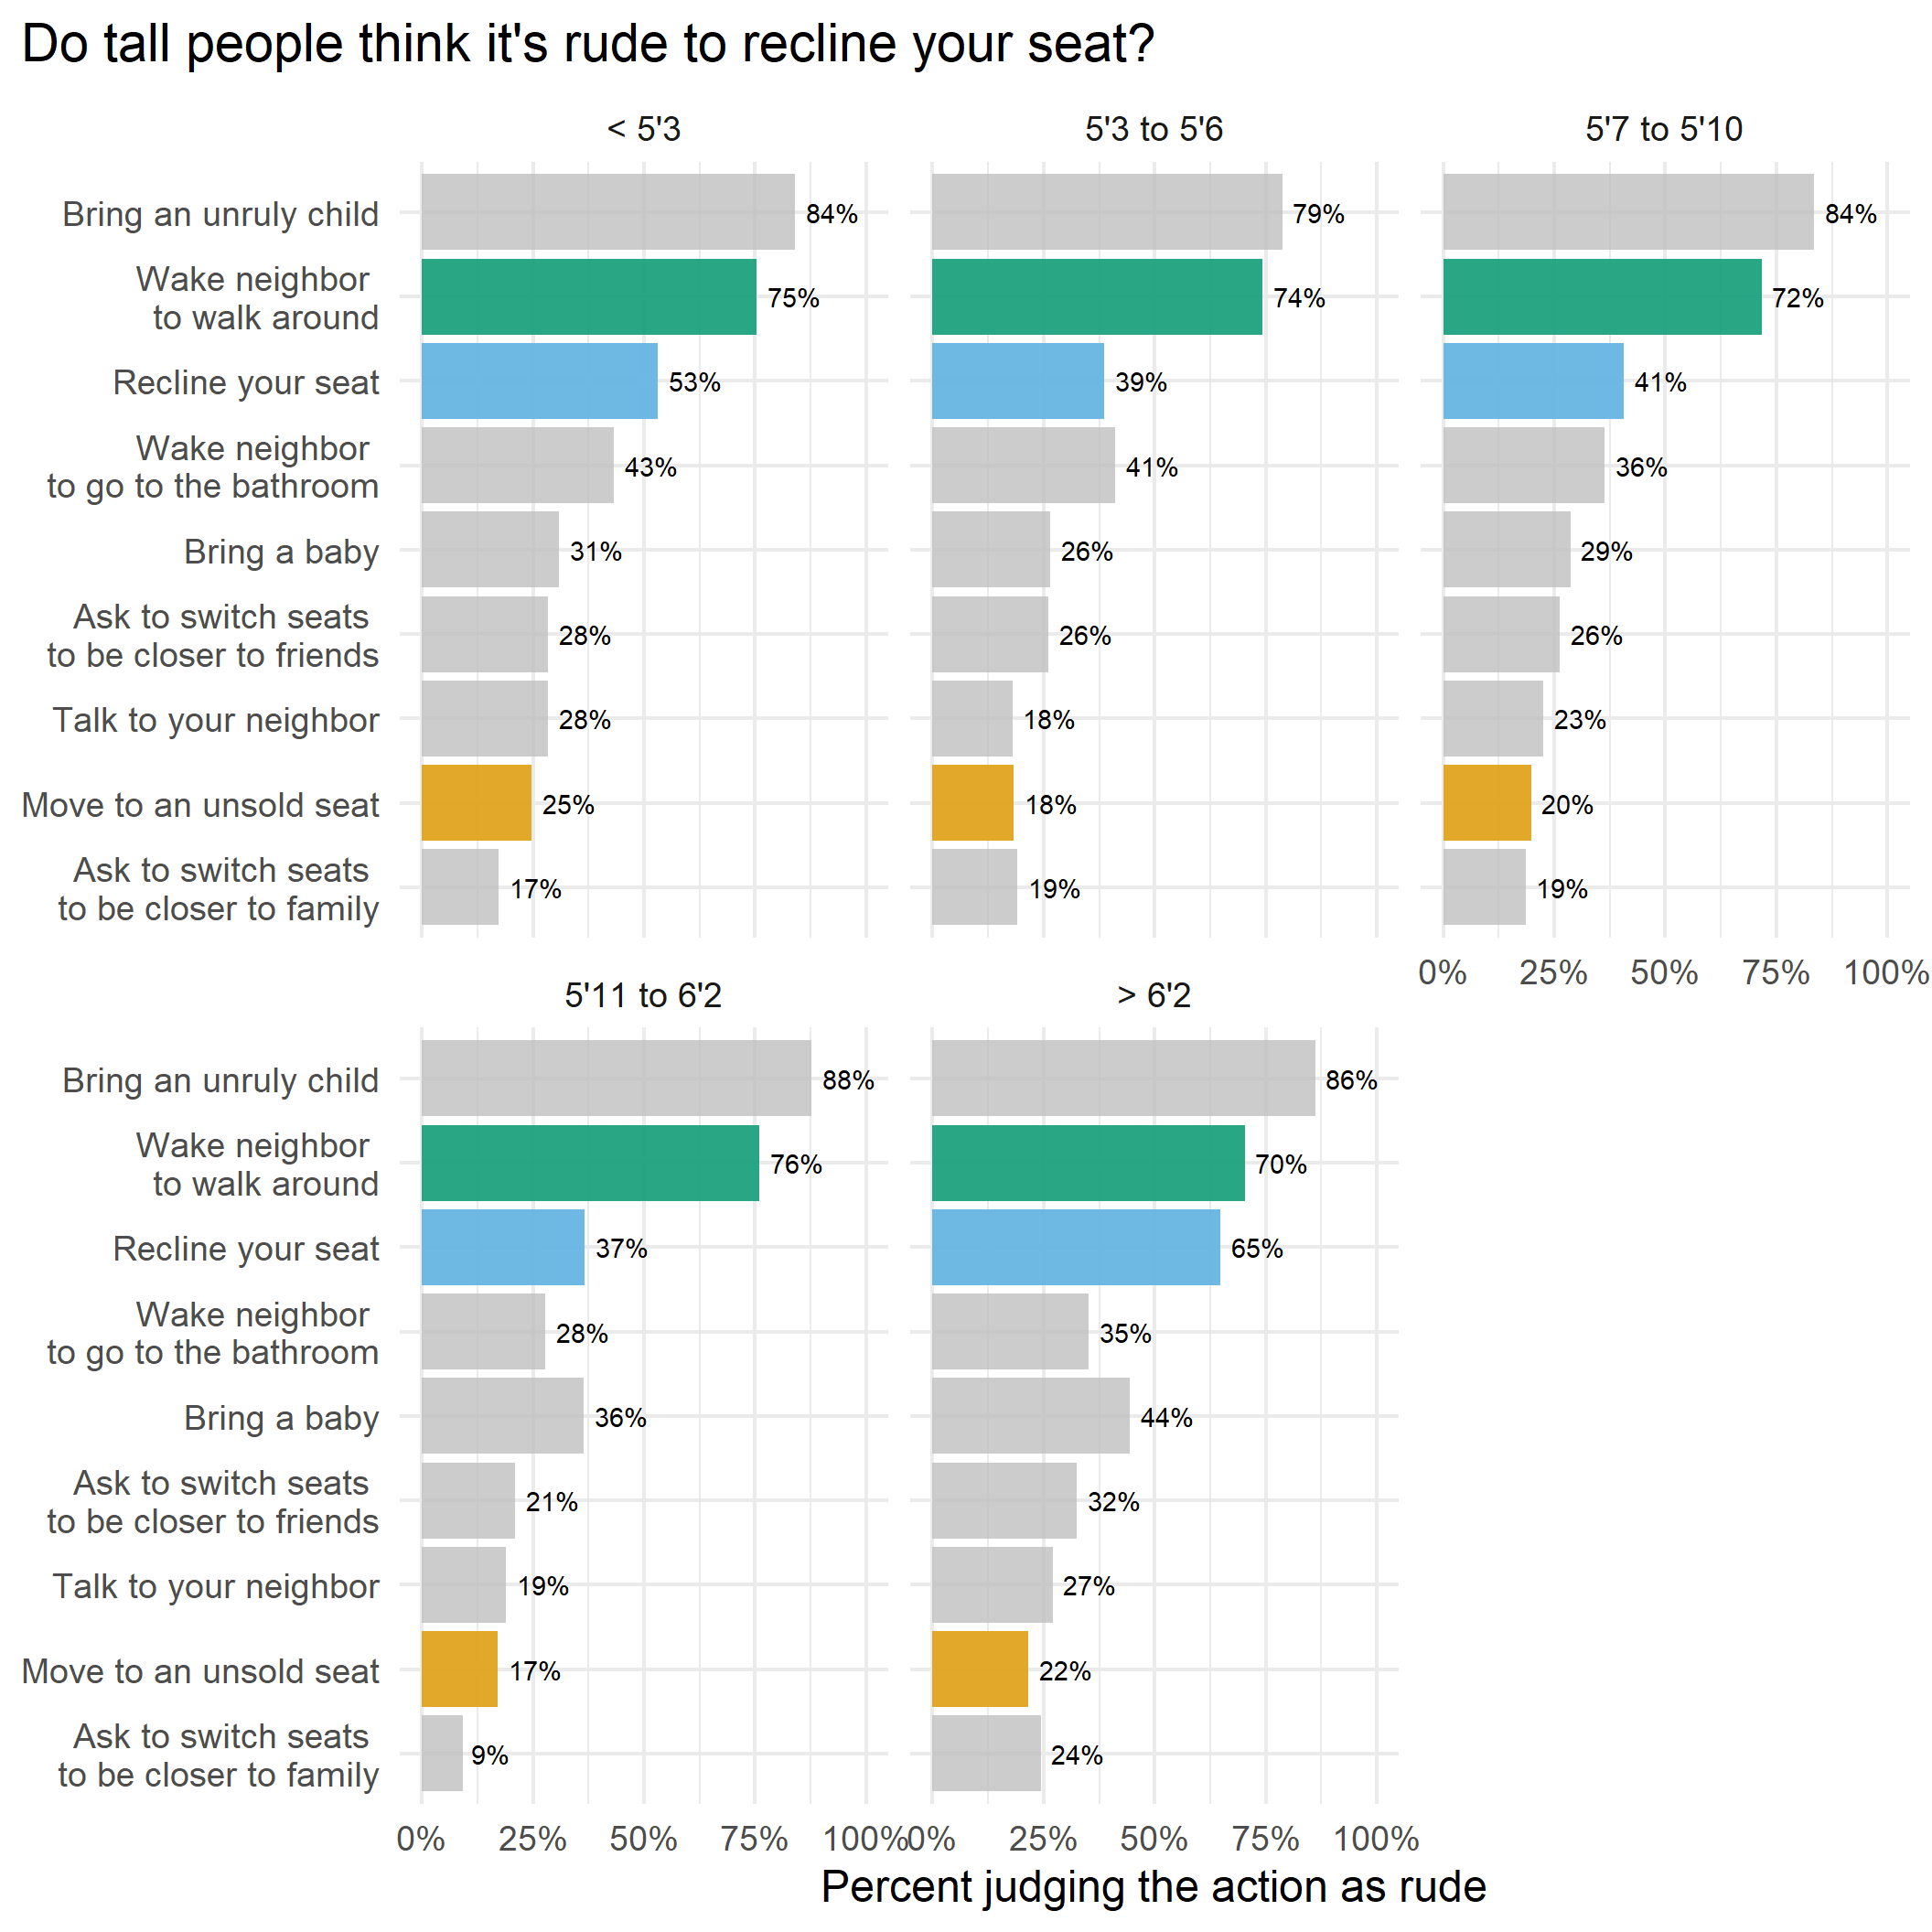 Do tall people think it's rude to recline your seat?
< 5'3
5'3 to 5'6
5'7 to 5'10
Bring an unruly child
84%
79%
84%
Wake neighbor
to walk around
75%
74%
72%
Recline your seat
53%
39%
41%
Wake neighbor
to go to the bathroom
43%
41%
36%
Bring a baby
31%
26%
29%
Ask to switch seats
to be closer to friends
28%
26%
26%
Talk to your neighbor
28%
18%
23%
Move to an unsold seat
25%
18%
20%
Ask to switch seats
to be closer to family
17%
19%
19%
0% 25% 50% 75% 100%
5'11 to 6'2
> 6'2
Bring an unruly child
88%
86%
Wake neighbor
to walk around
76%
70%
Recline your seat
37%
65%
Wake neighbor
to go to the bathroom
28%
35%
Bring a baby
36%
44%
Ask to switch seats
to be closer to friends
21%
32%
Talk to your neighbor
19%
27%
Move to an unsold seat
17%
22%
Ask to switch seats
to be closer to family
9%
24%
0% 25% 50% 75% 100%
0% 25% 50% 75% 100%
Percent judging the action as rude